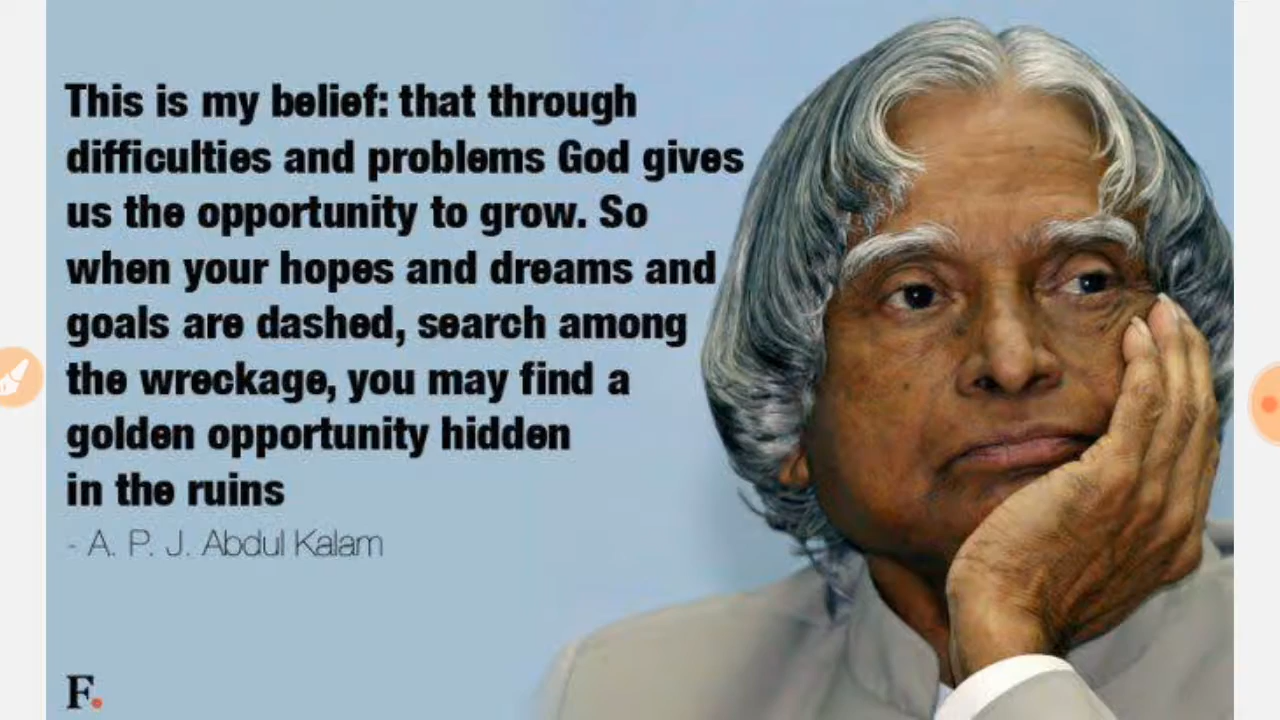 This is my belief: that through
difficulties and problems God gives
us the opportunity to grow. So
when your hopes and dreams and
goals are dashed, search among
the wreckage, you may find a
golden opportunity hidden
in the ruins
- A. P. J. Abdul Kalam
F.